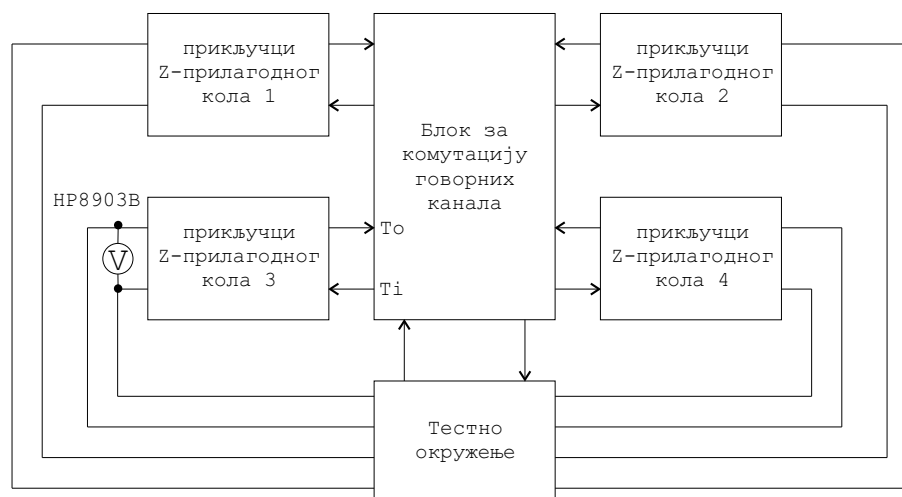 прикључци
Z-прилагодног
кола 1
Блок за
комутацију
говорних
канала
прикључци
Z-прилагодног
кола 2
HP8903B
V
прикључци
Z-прилагодног
кола 3
To
Ti
прикључци
Z-прилагодног
кола 4
Тестно
окружење